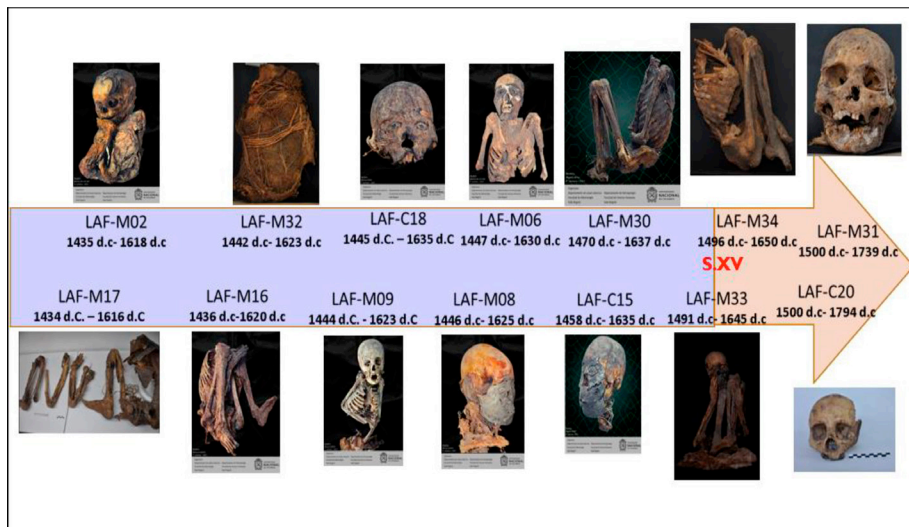 LAF-M02
1435 d.c- 1618 d.c
LAF-M32
1442 d.c- 1623 d.c
LAF-C18
1445 d.C. – 1635 d.C
LAF-M06
1447 d.c- 1630 d.c
LAF-M30
1470 d.c - 1637 d.c
LAF-M34
1496 d.c- 1650 d.c
LAF-M31
1500 d.c- 1739 d.c
S.XV
LAF-M17
1434 d.C. – 1616 d.C
LAF-M16
1436 d.c-1620 d.c
LAF-M09
1444 d.C. - 1623 d.C
LAF-M08
1446 d.c- 1625 d.c
LAF-C15
1458 d.c- 1635 d.c
LAF-M33
1491 d.c- 1645 d.c
LAF-C20
1500 d.c- 1794 d.c